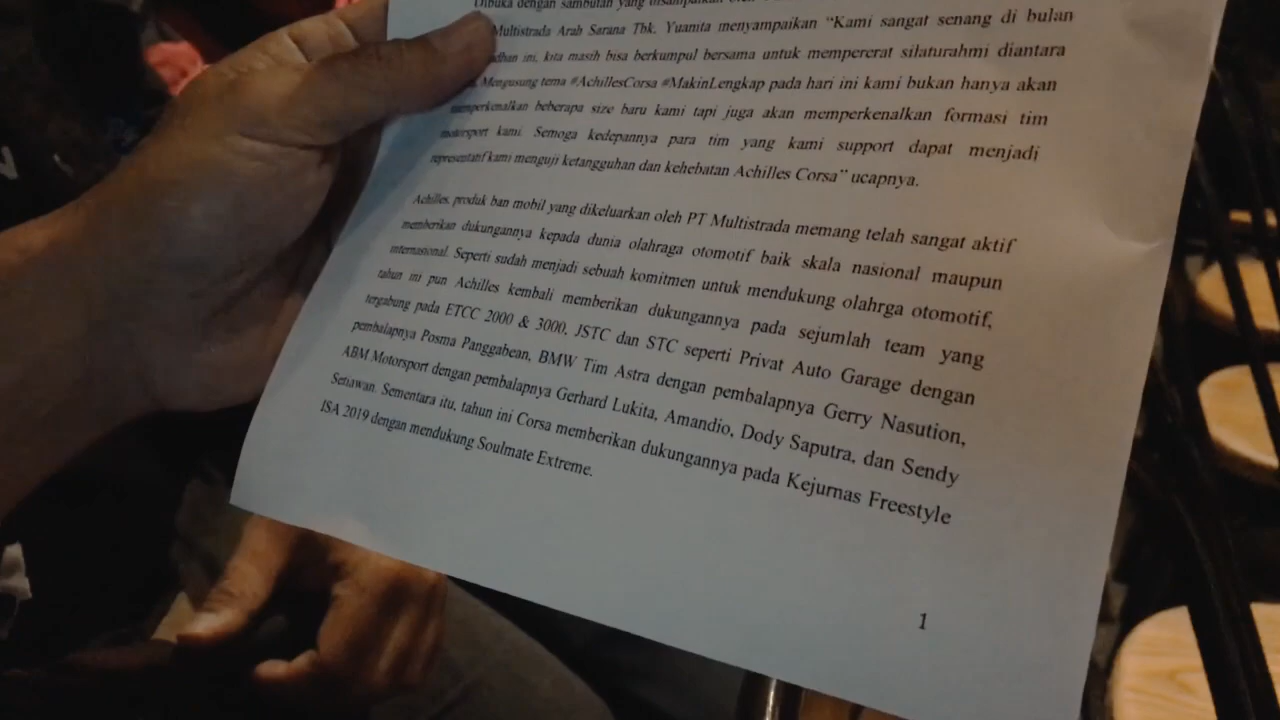 Dibuka dengan sambutan yang disampaikan oleh
Multistrada Arah Sarana Tbk. Yuanita menyampaikan “Kami sangat senang di bulan
ini, kita masih bisa berkumpul bersama untuk mempererat silaturahmi diantara
Mengusung tema #AchillesCorsa #MakinLengkap pada hari ini kami bukan hanya akan
memperkenalkan beberapa size baru kami tapi juga akan memperkenalkan formasi tim
motorsport kami. Semoga kedepannya para tim yang kami support dapat menjadi
representatif kami menguji ketangguhan dan kehebatan Achilles Corsa” ucapnya.
Achilles, produk ban mobil yang dikeluarkan oleh PT Multistrada memang telah sangat aktif
memberikan dukungannya kepada dunia olahraga otomotif baik skala nasional maupun
internasional. Seperti sudah menjadi sebuah komitmen untuk mendukung olahrga otomotif,
tahun ini pun Achilles kembali memberikan dukungannya pada sejumlah team yang
tergabung pada ETCC 2000 & 3000, JSTC dan STC seperti Privat Auto Garage dengan
pembalapnya Posma Panggabean, BMW Tim Astra dengan pembalapnya Gerry Nasution,
ABM Motorsport dengan pembalapnya Gerhard Lukita, Amandio, Dody Saputra, dan Sendy
Setiawan. Sementara itu, tahun ini Corsa memberikan dukungannya pada Kejurnas Freestyle
ISA 2019 dengan mendukung Soulmate Extreme.
1